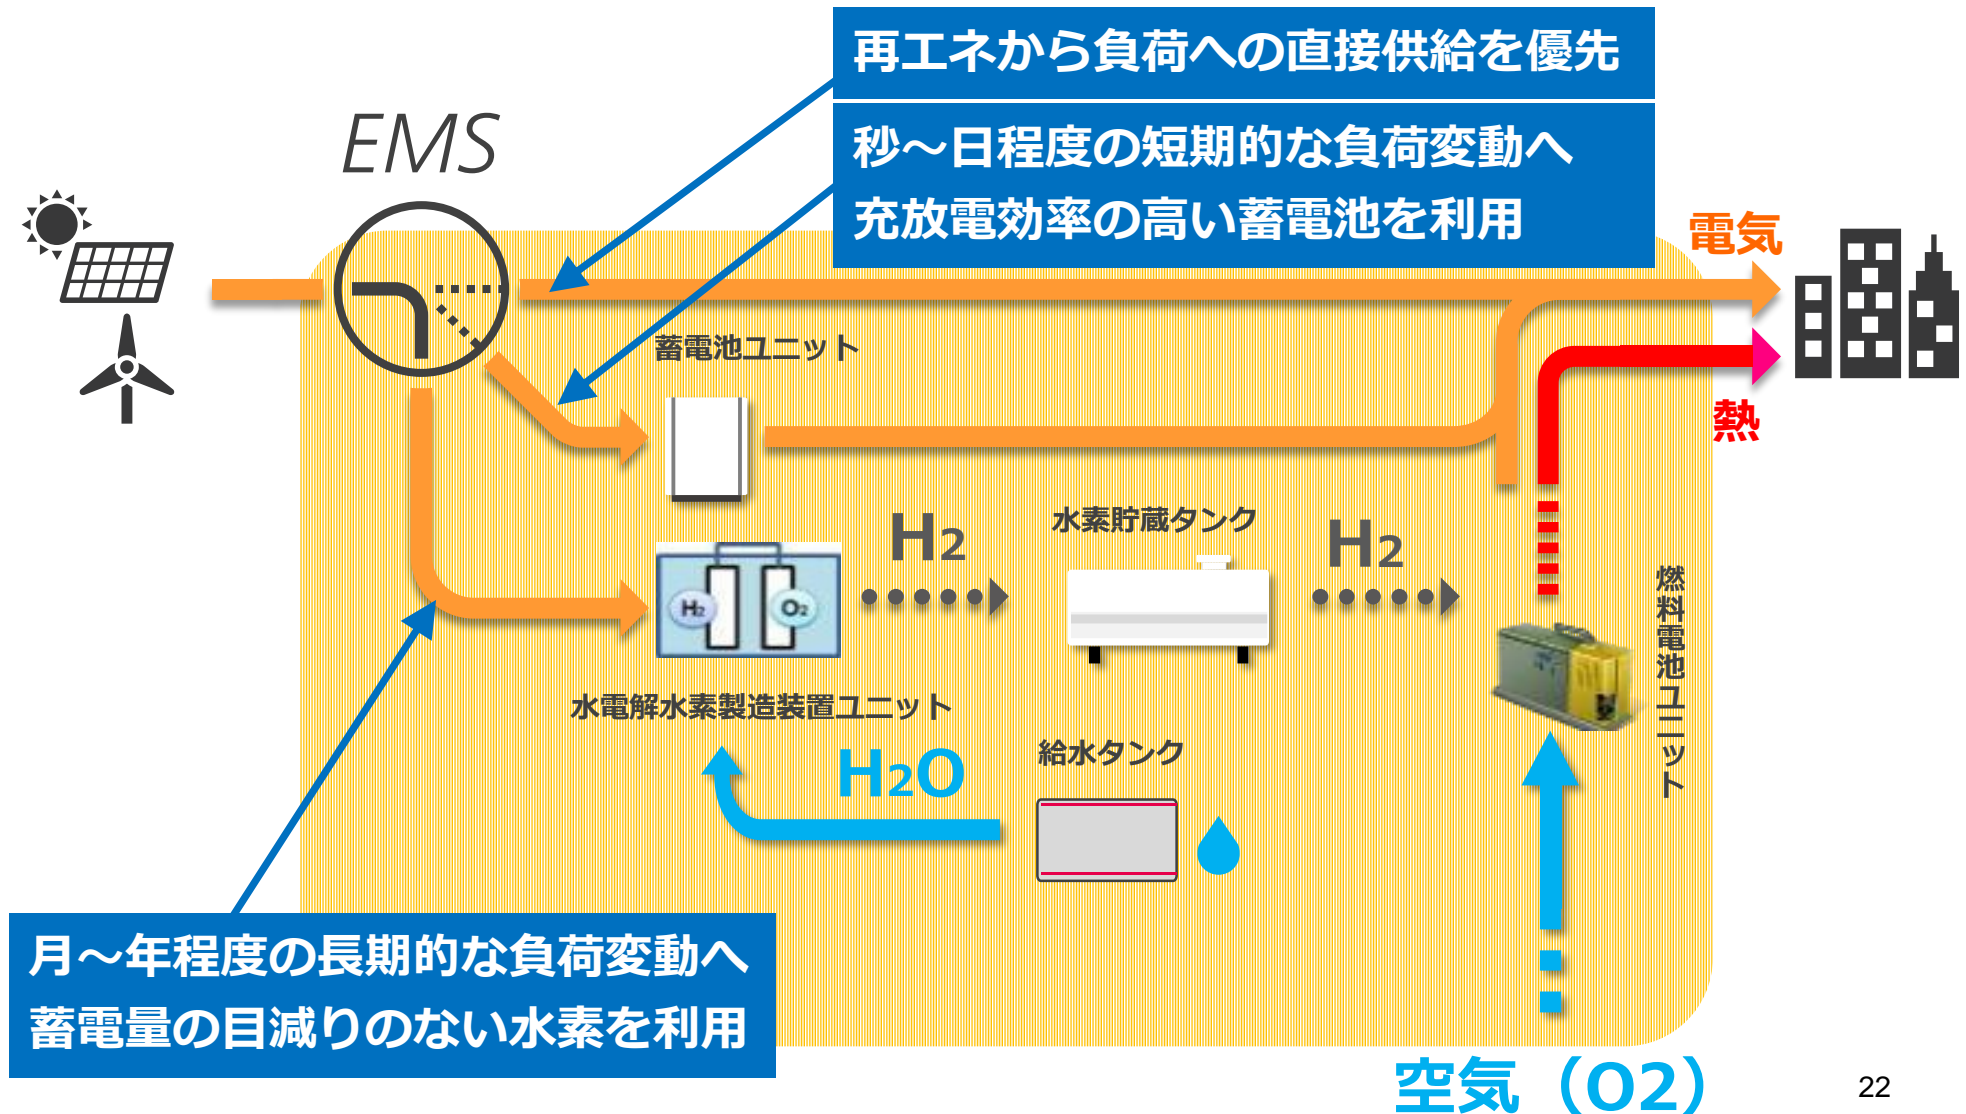 再エネから負荷への直接供給を優先
秒～日程度の短期的な負荷変動へ
充放電効率の高い蓄電池を利用
EMS
電気
蓄電池ユニット
熱
H2
水素貯蔵タンク
H2
H2
O2
燃料電池ユニット
水電解水素製造装置ユニット
H2O
給水タンク
月～年程度の長期的な負荷変動へ
蓄電量の目減りのない水素を利用
空気（O2）
22